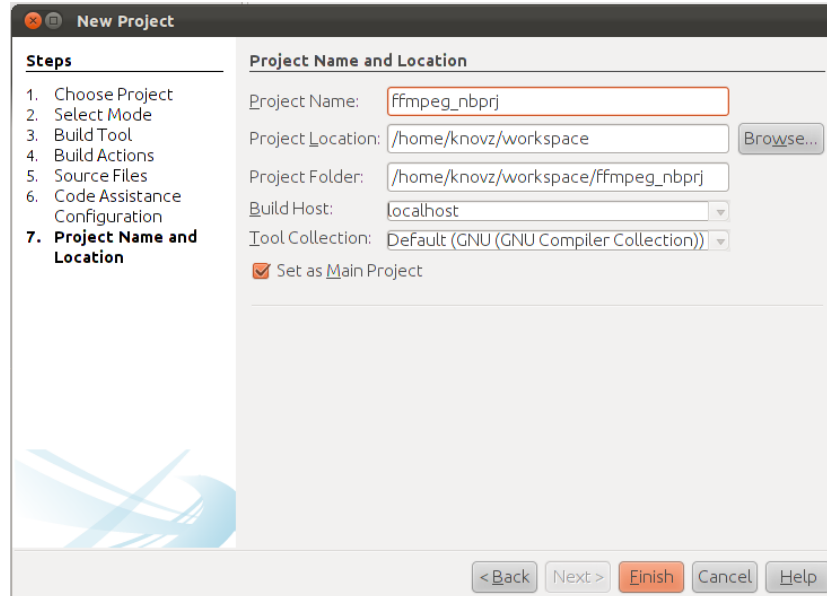 New Project
Steps
1. Choose Project
2. Select Mode
3. Build Tool
4. Build Actions
5. Source Files
6. Code Assistance
Configuration
7. Project Name and
Location
Project Name and Location
Project Name: ffmpeg_nbprj
Project Location: /home/knovz/workspace Browse...
Project Folder: /home/knovz/workspace/ffmpeg_nbprj
Build Host: localhost
Tool Collection: Default (GNU (GNU Compiler Collection))
Set as Main Project
< Back Next > Finish Cancel Help